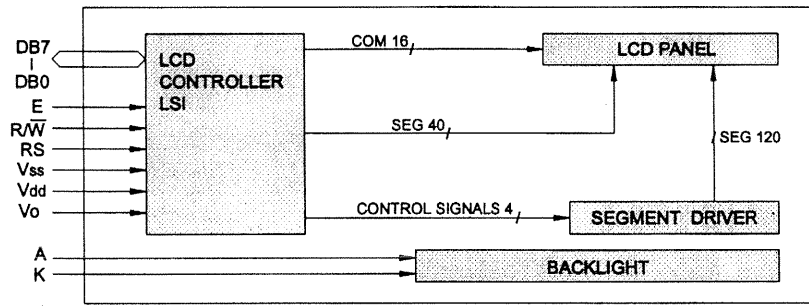 DB7
|
DB0
E
R/W̅
RS
Vss
Vdd
Vo
A
K
LCD
CONTROLLER
LSI
COM 16
LCD PANEL
SEG 40
SEG 120
CONTROL SIGNALS 4
SEGMENT DRIVER
BACKLIGHT